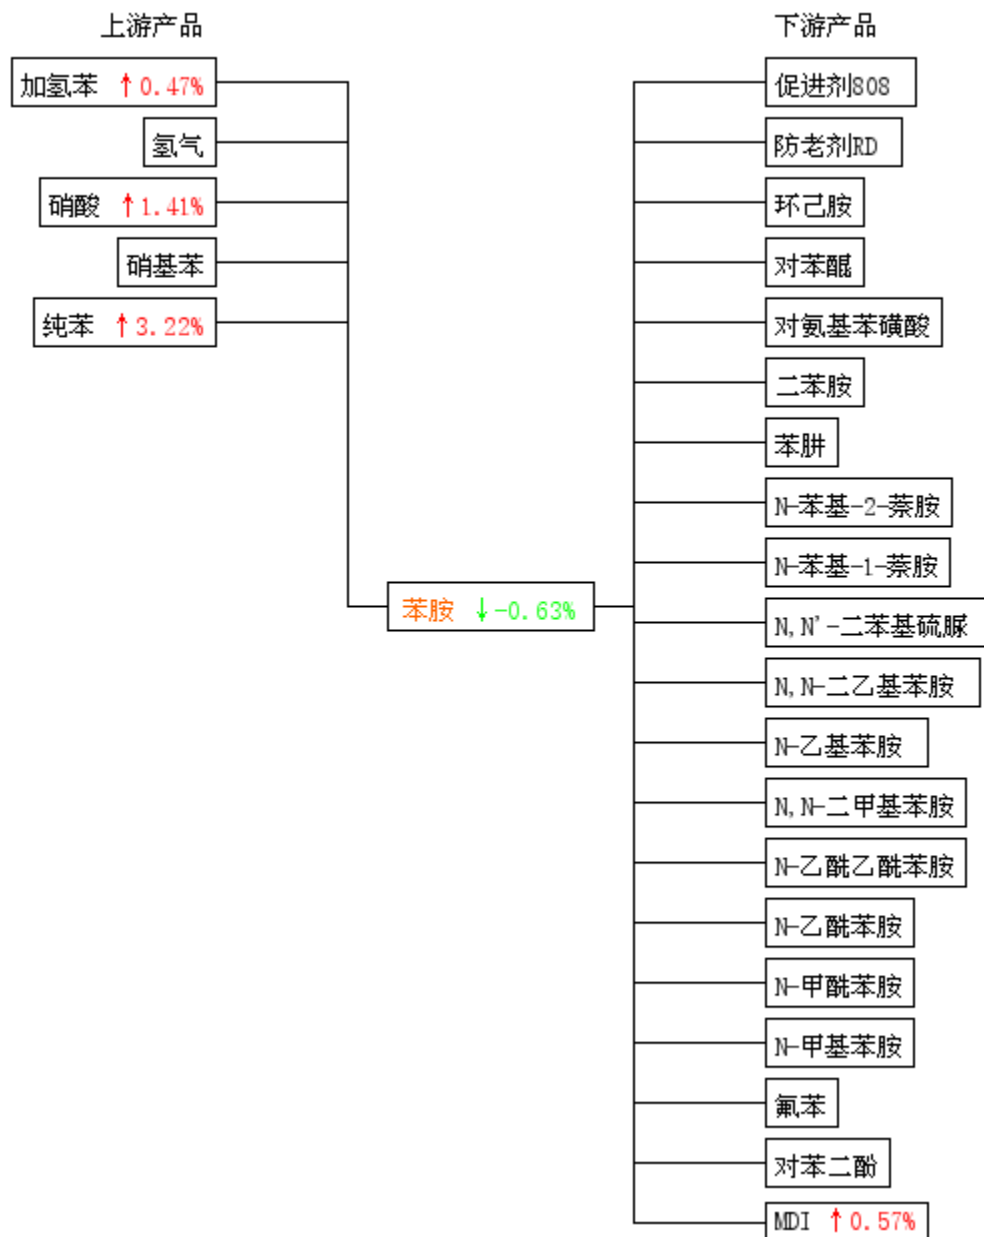 上游产品
加氢苯 ↑0.47%
氢气
硝酸 ↑1.41%
硝基苯
纯苯 ↑3.22%
苯胺 ↓-0.63%
下游产品
促进剂808
防老剂RD
环己胺
对苯醌
对氨基苯磺酸
二苯胺
苯肼
N-苯基-2-萘胺
N-苯基-1-萘胺
N,N'-二苯基硫脲
N,N-二乙基苯胺
N-乙基苯胺
N,N-二甲基苯胺
N-乙酰乙酰苯胺
N-乙酰苯胺
N-甲酰苯胺
N-甲基苯胺
氟苯
对苯二酚
MDI ↑0.57%